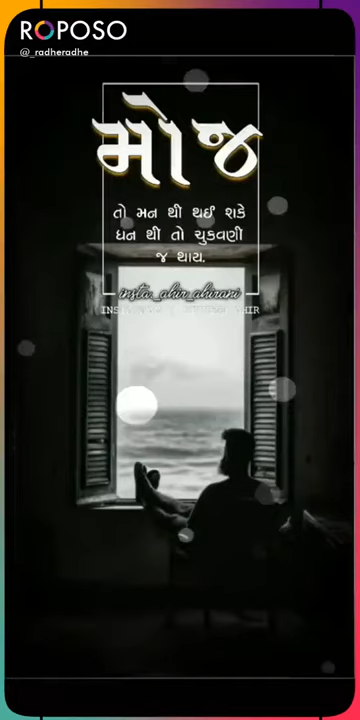 ROPOSO
@_radheradhe
મોજ
તો મન થી થઈ શકે
ધન થી તો ચુકવણી
જ થાય.
insta_ahir_ahirani